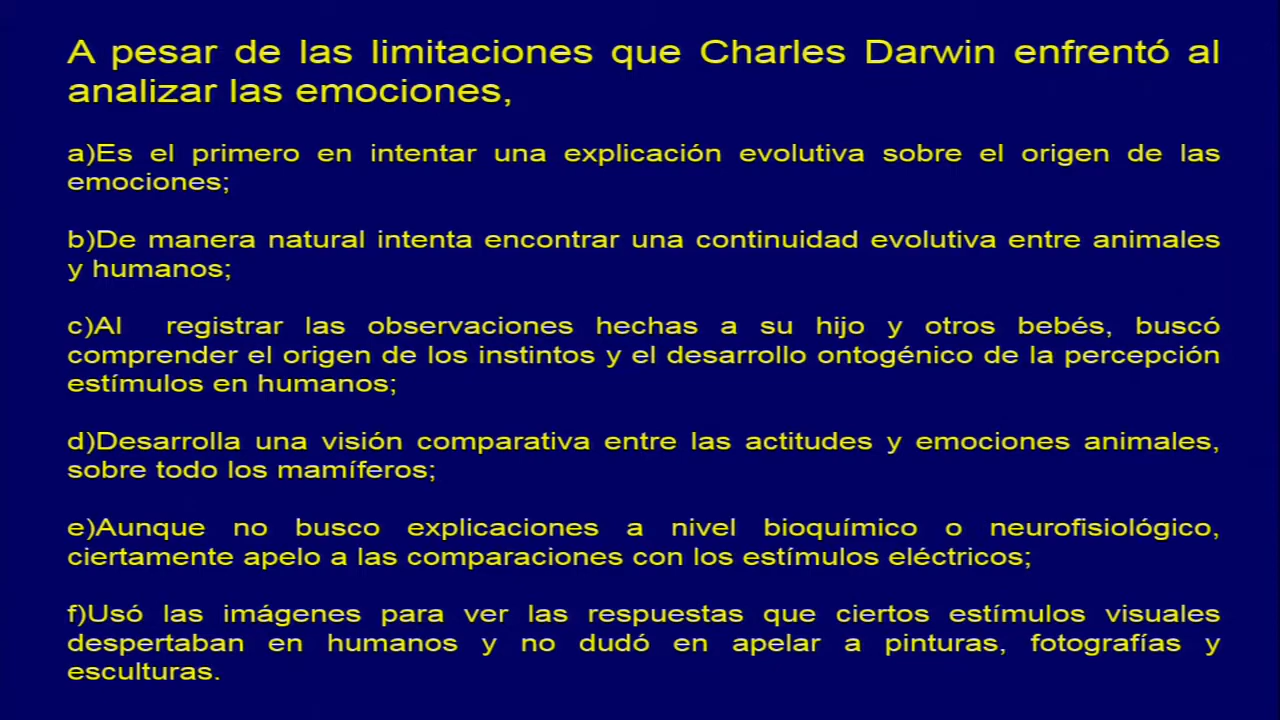 A pesar de las limitaciones que Charles Darwin enfrentó al
analizar las emociones,
a)Es el primero en intentar una explicación evolutiva sobre el origen de las
emociones;
b)De manera natural intenta encontrar una continuidad evolutiva entre animales
y humanos;
c)Al registrar las observaciones hechas a su hijo y otros bebés, buscó
comprender el origen de los instintos y el desarrollo ontogénico de la percepción
estímulos en humanos;
d)Desarrolla una visión comparativa entre las actitudes y emociones animales,
sobre todo los mamíferos;
e)Aunque no busco explicaciones a nivel bioquímico o neurofisiológico,
ciertamente apelo a las comparaciones con los estímulos eléctricos;
f)Usó las imágenes para ver las respuestas que ciertos estímulos visuales
despertaban en humanos y no dudó en apelar a pinturas, fotografías y
esculturas.